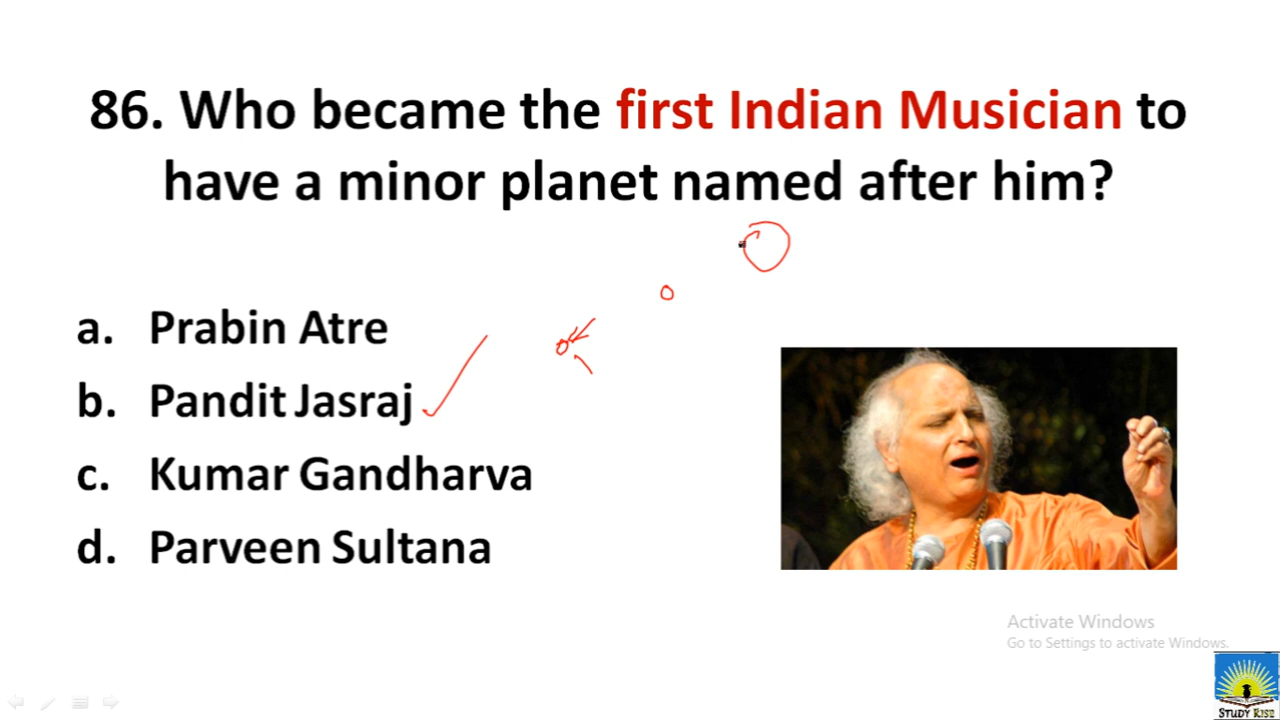 86. Who became the first Indian Musician to
have a minor planet named after him?
a. Prabin Atre
b. Pandit Jasraj
c. Kumar Gandharva
d. Parveen Sultana
Activate Windows
Go to Settings to activate Windows.
STUDY RISE